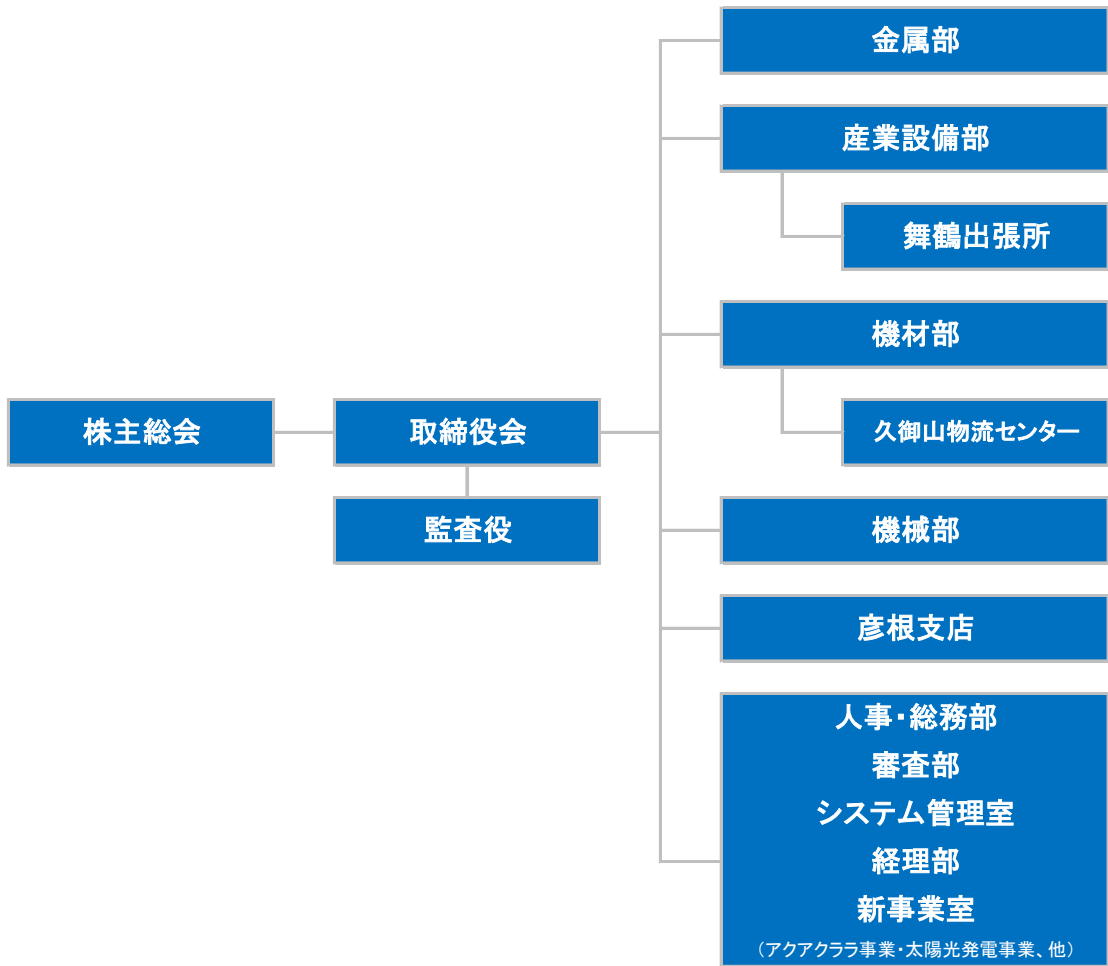 株主総会
取締役会
監査役
金属部
産業設備部
舞鶴出張所
機材部
久御山物流センター
機械部
彦根支店
人事・総務部
審査部
システム管理室
経理部
新事業室
（アクアクララ事業・太陽光発電事業、他）